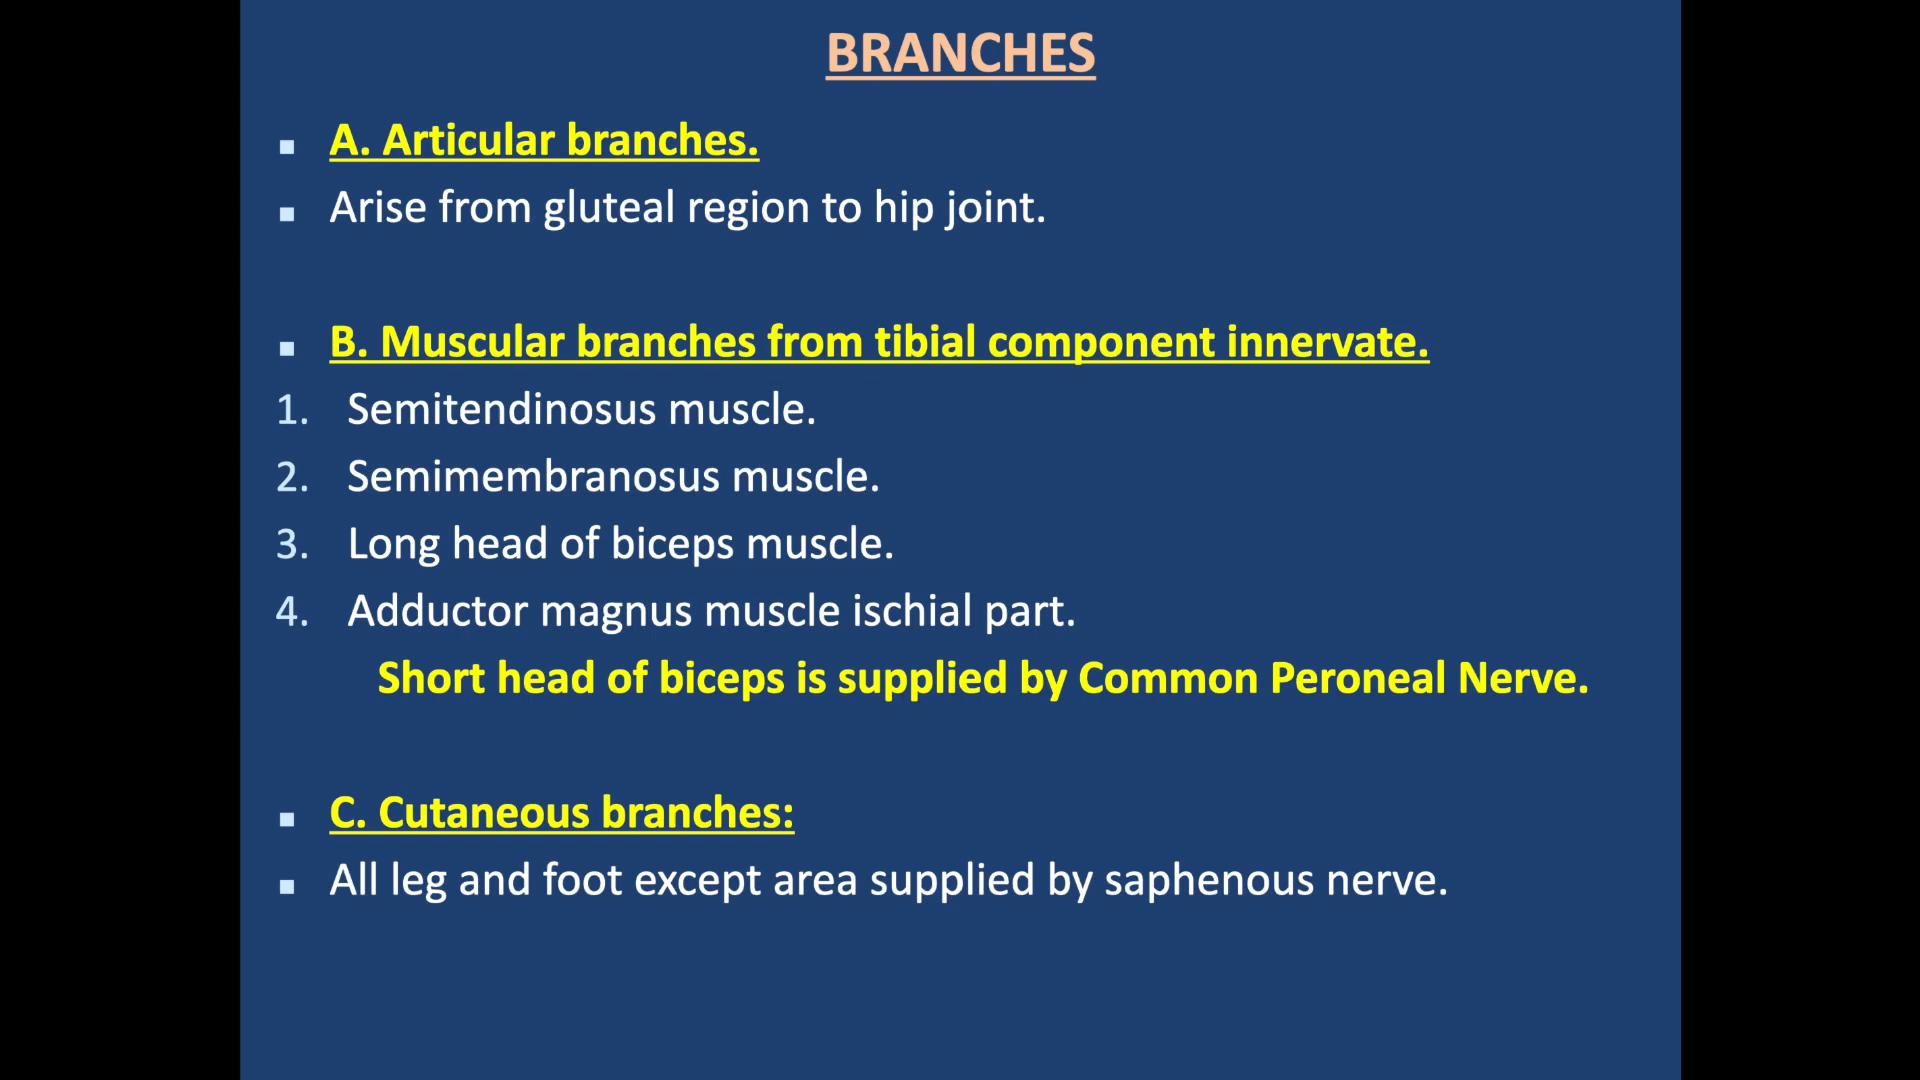 BRANCHES
A. Articular branches.
Arise from gluteal region to hip joint.
B. Muscular branches from tibial component innervate.
1. Semitendinosus muscle.
2. Semimembranosus muscle.
3. Long head of biceps muscle.
4. Adductor magnus muscle ischial part.
Short head of biceps is supplied by Common Peroneal Nerve.
C. Cutaneous branches:
All leg and foot except area supplied by saphenous nerve.